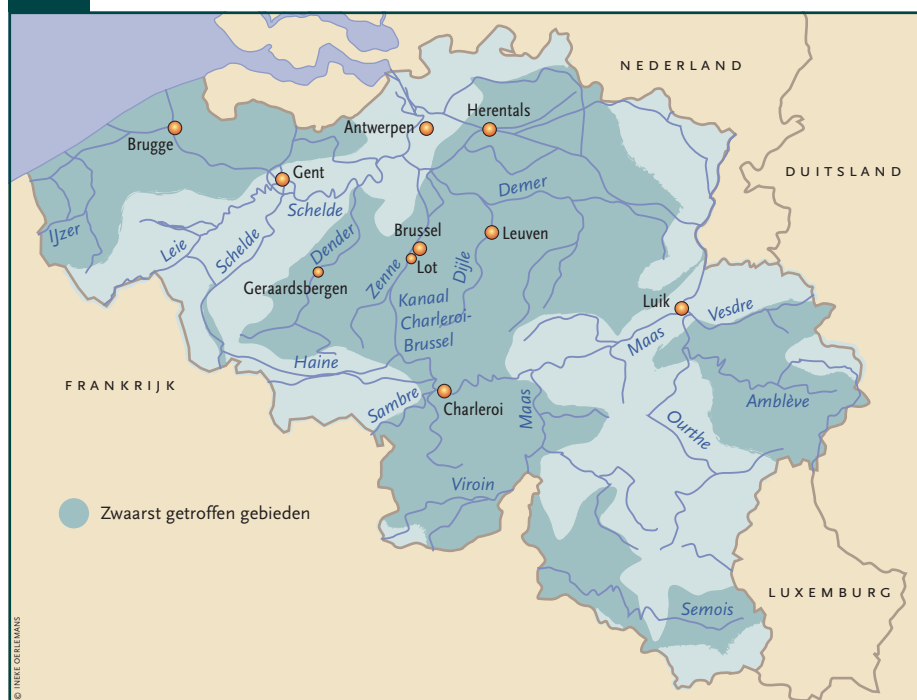 NEDERLAND
Herentals
Antwerpen
Brugge
DUITSLAND
Gent
Demer
Schelde
IJzer
Leie
Schelde
Dender
Brussel
Leuven
Zenne
Lot
Dijle
Geraardsbergen
Kanaal
Charleroi-
Brussel
Luik
Vesdre
Maas
Haine
FRANKRIJK
Sambre
Charleroi
Maas
Amblève
Ourthe
Viroin
Zwaarst getroffen gebieden
LUXEMBURG
Semois
© INEKE OERLEMANS